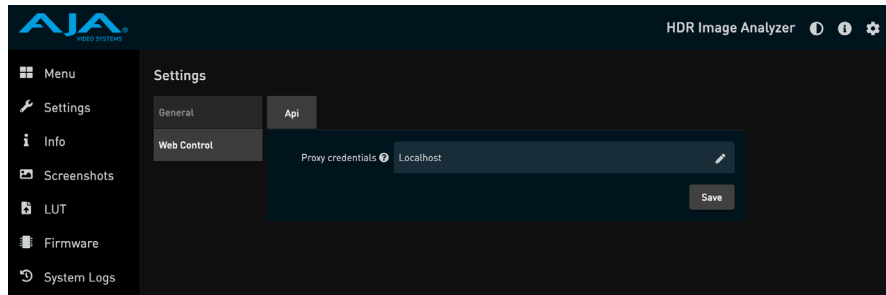 AJA
VIDEO SYSTEMS
HDR Image Analyzer
Menu
Settings
Info
Screenshots
LUT
Firmware
System Logs
Settings
General
Web Control
Api
Proxy credentials
Localhost
Save